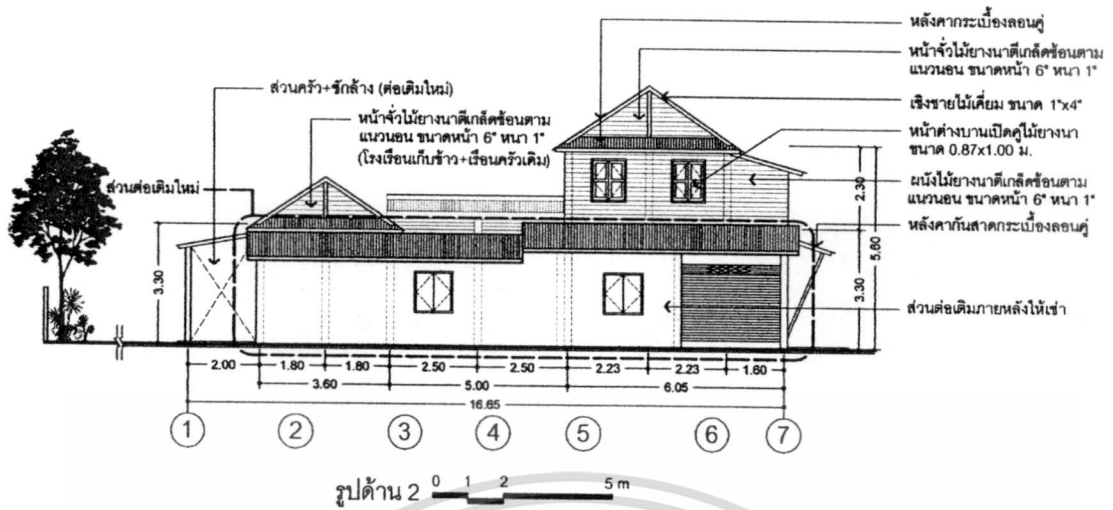 หลังคากระเบื้องลอนคู่
หน้าจั่วไม้ยางนาตีเกล็ดซ้อนตาม
แนวนอน ขนาดหน้า 6" หนา 1"
เชิงชายไม้เคี่ยม ขนาด 1"x4"
หน้าต่างบานเปิดคู่ไม้ยางนา
ขนาด 0.87x1.00 ม.
ผนังไม้ยางนาตีเกล็ดซ้อนตาม
แนวนอน ขนาดหน้า 6" หนา 1"
หลังคากันสาดกระเบื้องลอนคู่
ส่วนต่อเติมภายหลังให้เช่า
ส่วนครัว+ซักล้าง (ต่อเติมใหม่)
หน้าจั่วไม้ยางนาตีเกล็ดซ้อนตาม
แนวนอน ขนาดหน้า 6" หนา 1"
(โรงเรือนเก็บข้าว+เรือนครัวเดิม)
ส่วนต่อเติมใหม่
3.30
2.30
3.30
5.60
2.00 1.80 1.80 2.50 2.50 2.23 2.23 1.60
3.60 5.00 6.05
16.65
1 2 3 4 5 6 7
รูปด้าน 2 0 1 2 5 m